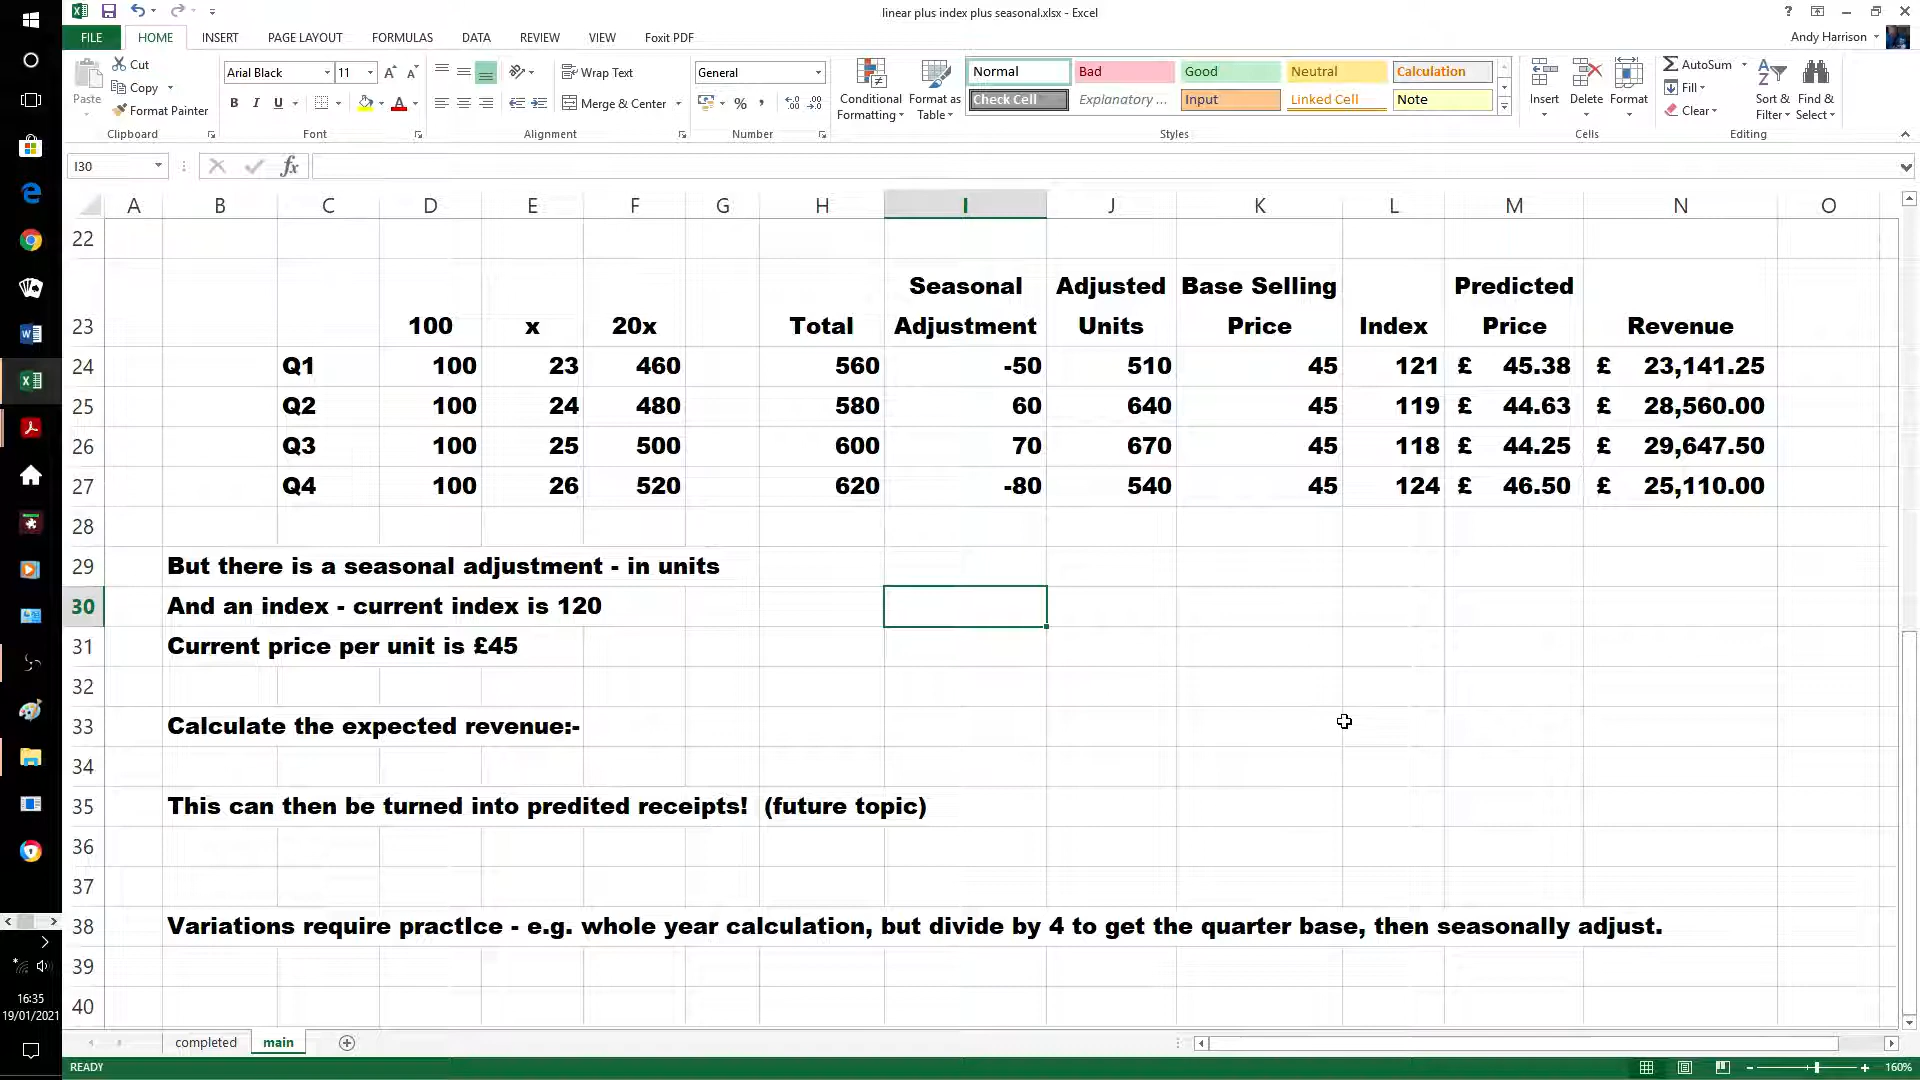 linear plus index plus seasonal.xlsx - Excel
FILE HOME INSERT PAGE LAYOUT FORMULAS DATA REVIEW VIEW Foxit PDF Andy Harrison
Cut
Copy
Format Painter
Paste
Clipboard
Arial Black 11
B I U
Font
Wrap Text
Merge & Center
Alignment
General
%
Number
Conditional Formatting
Format as Table
Normal Bad Good Neutral Calculation
Check Cell Explanatory ... Input Linked Cell Note
Styles
Insert Delete Format
Cells
AutoSum
Fill
Clear
Sort & Filter
Find & Select
Editing
I30 fx
A B C D E F G H I J K L M N O
22
23 100 x 20x Total Seasonal Adjustment Adjusted Units Base Selling Price Index Predicted Price Revenue
24 Q1 100 23 460 560 -50 510 45 121 £ 45.38 £ 23,141.25
25 Q2 100 24 480 580 60 640 45 119 £ 44.63 £ 28,560.00
26 Q3 100 25 500 600 70 670 45 118 £ 44.25 £ 29,647.50
27 Q4 100 26 520 620 -80 540 45 124 £ 46.50 £ 25,110.00
28
29 But there is a seasonal adjustment - in units
30 And an index - current index is 120
31 Current price per unit is £45
32
33 Calculate the expected revenue:-
34
35 This can then be turned into predited receipts! (future topic)
36
37
38 Variations require practIce - e.g. whole year calculation, but divide by 4 to get the quarter base, then seasonally adjust.
39
40
16:35
19/01/2021
completed main
READY 160%